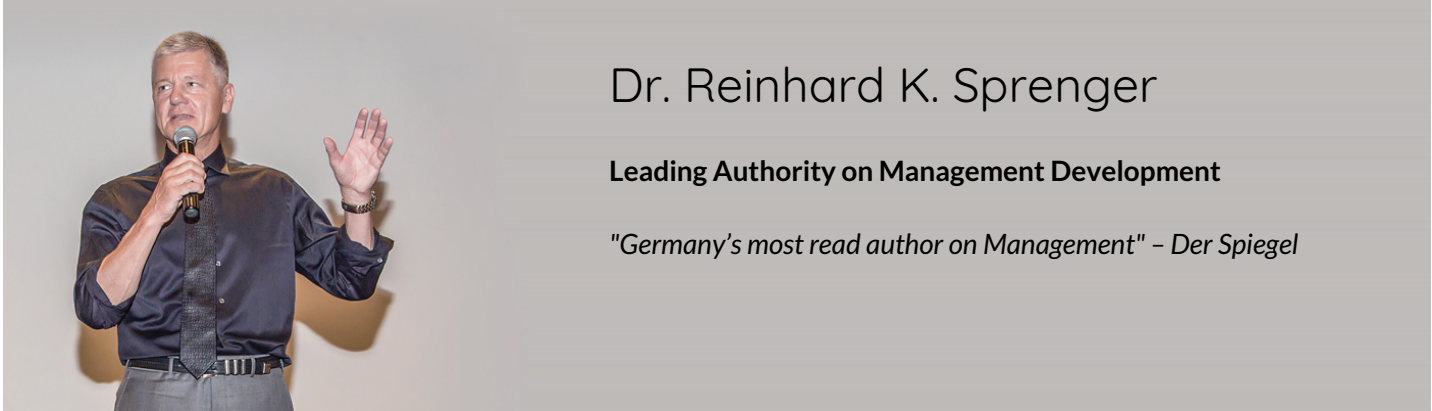 Dr. Reinhard K. Sprenger
Leading Authority on Management Development
"Germany’s most read author on Management" – Der Spiegel